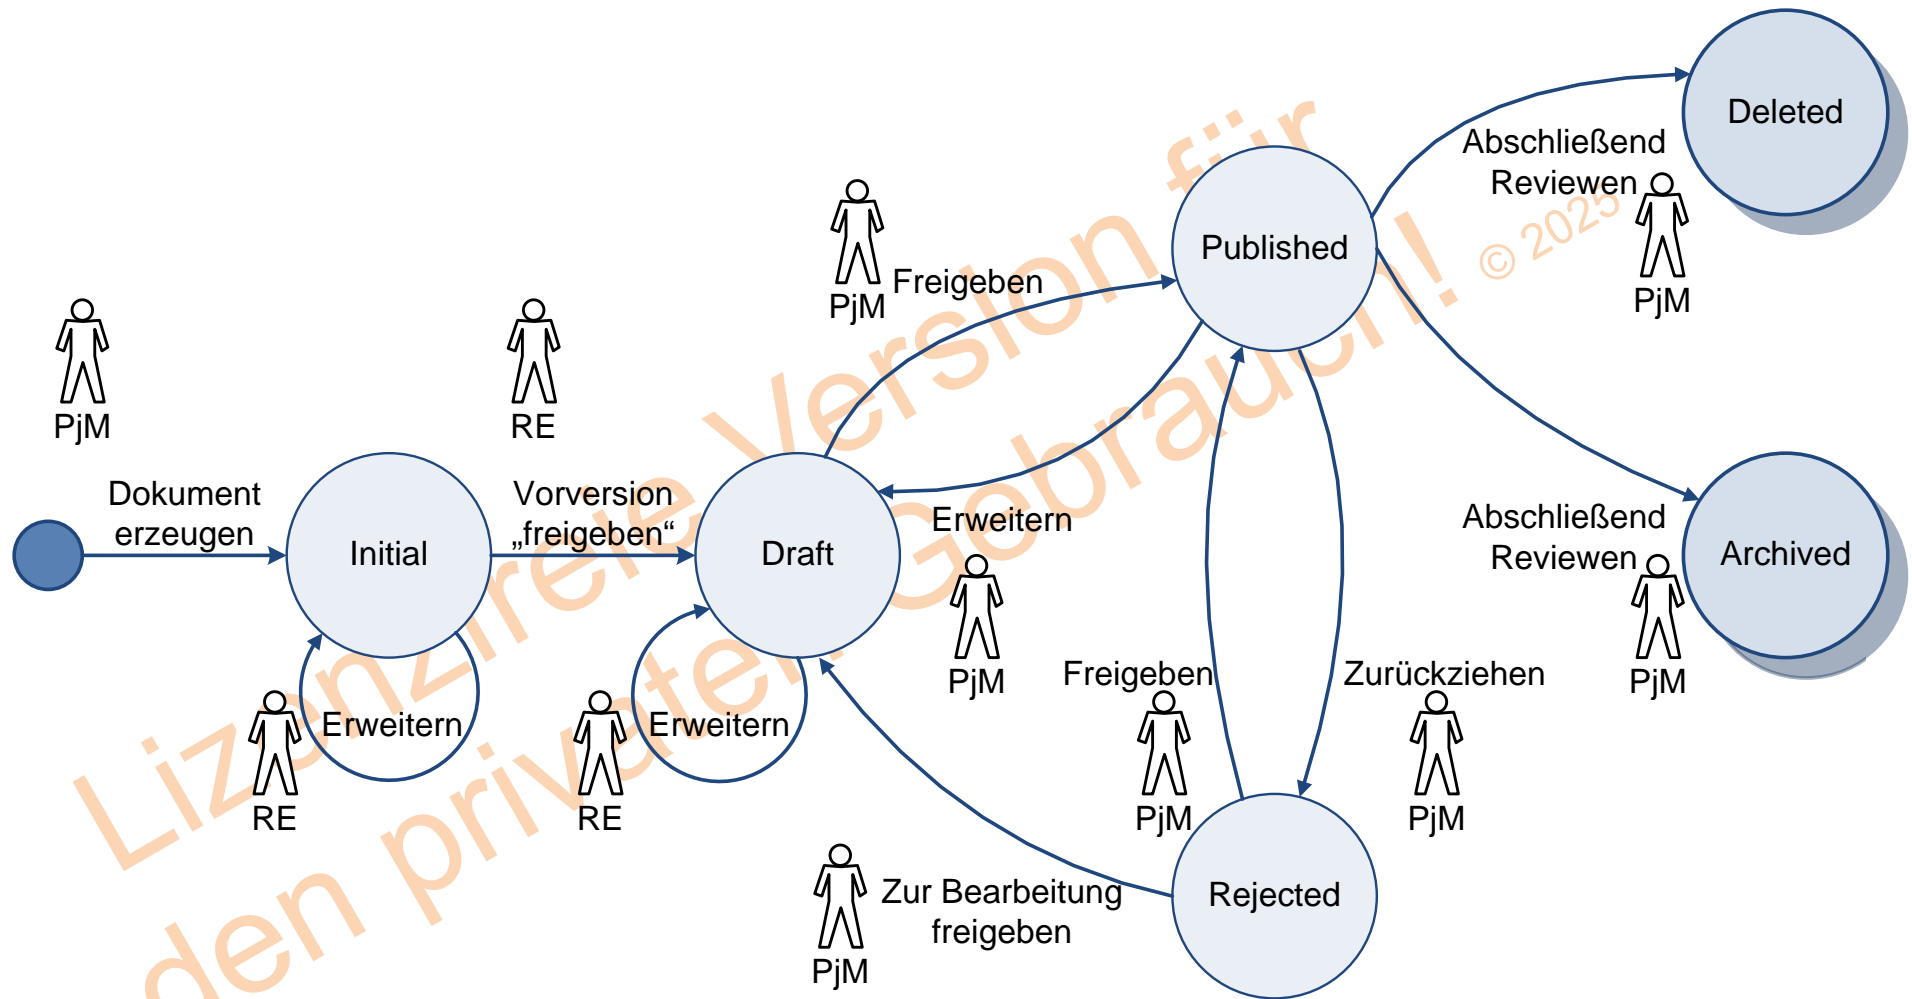 Deleted
Abschließend
Reviewen
PjM
© 2025
Published
PjM
Freigeben
PjM
RE
Dokument
erzeugen
Initial
Vorversion
„freigeben“
Draft
Erweitern
PjM
Abschließend
Reviewen
PjM
Archived
Erweitern
RE
Erweitern
RE
Freigeben
PjM
Zurückziehen
PjM
Zur Bearbeitung
freigeben
PjM
Rejected
Lizenzfreie Version für
den privaten Gebrauch!